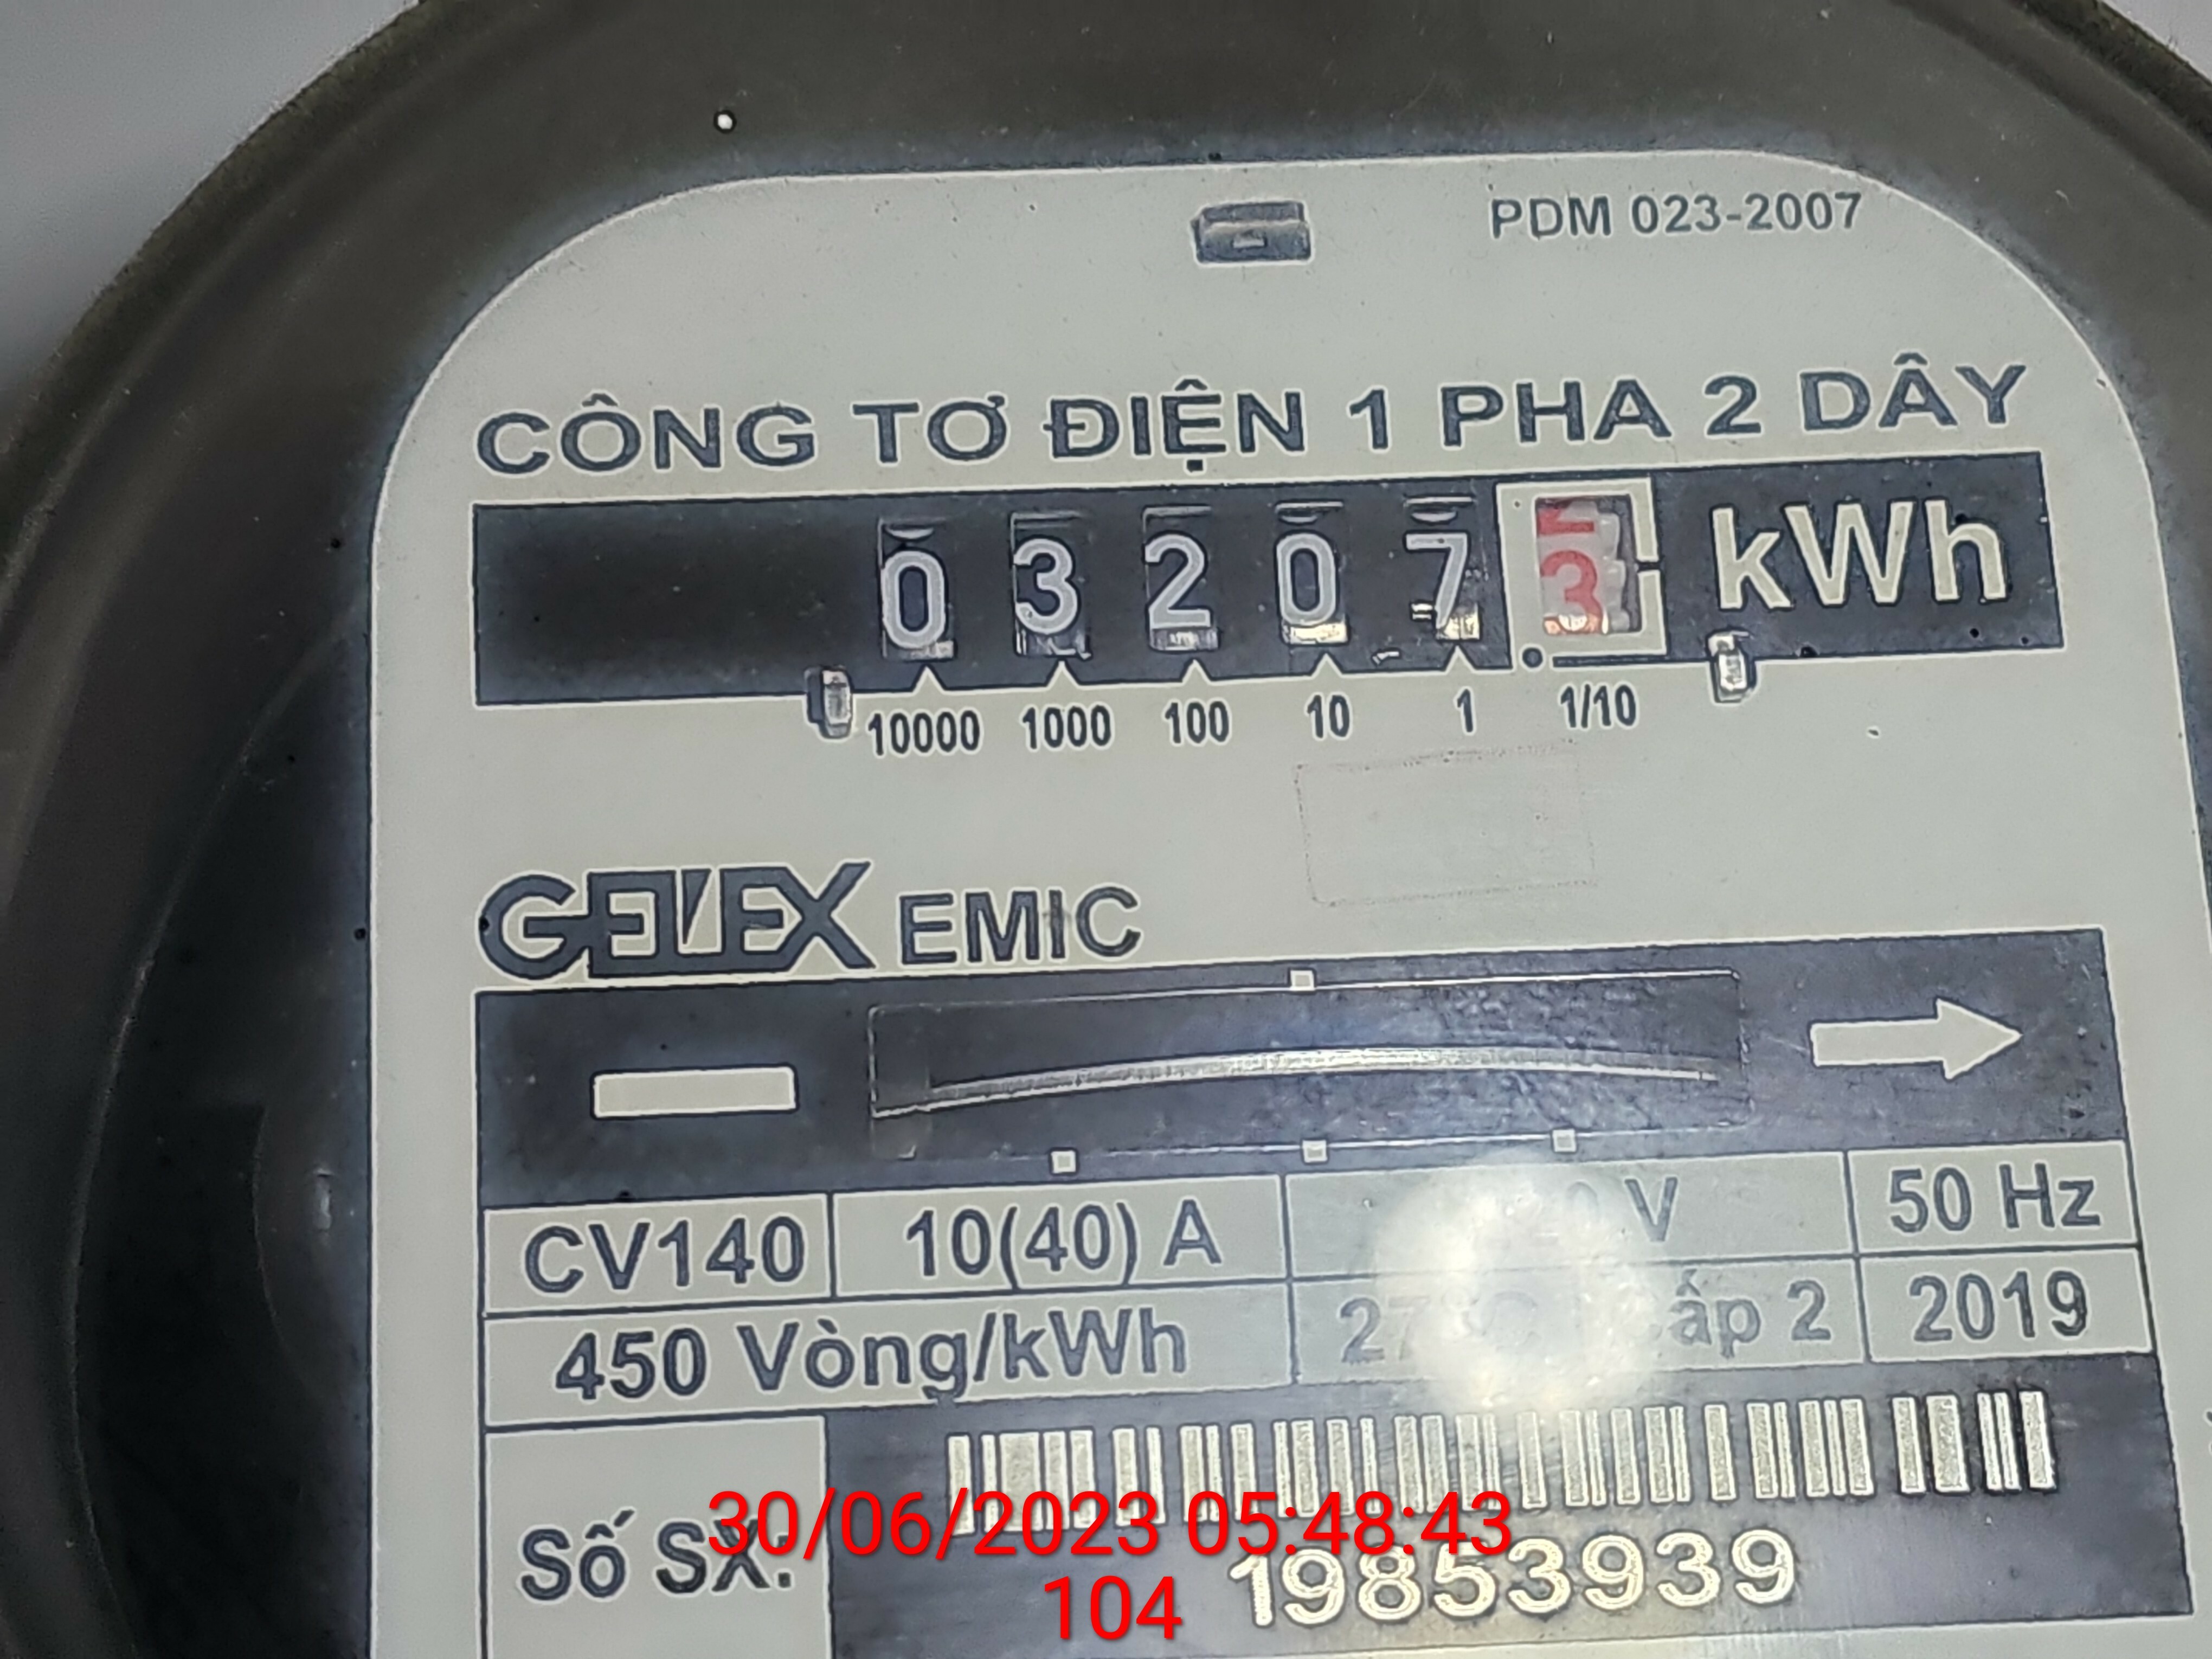 PDM 023-2007
CÔNG TƠ ĐIỆN 1 PHA 2 DÂY
0 3 2 0 7 3 kWh
10000 1000 100 10 1 1/10
GELEX EMIC
CV140 10(40) A V 50 Hz
450 Vòng/kWh Cấp 2 2019
Số SX:
30/06/2023 05:48:43
19853939
104